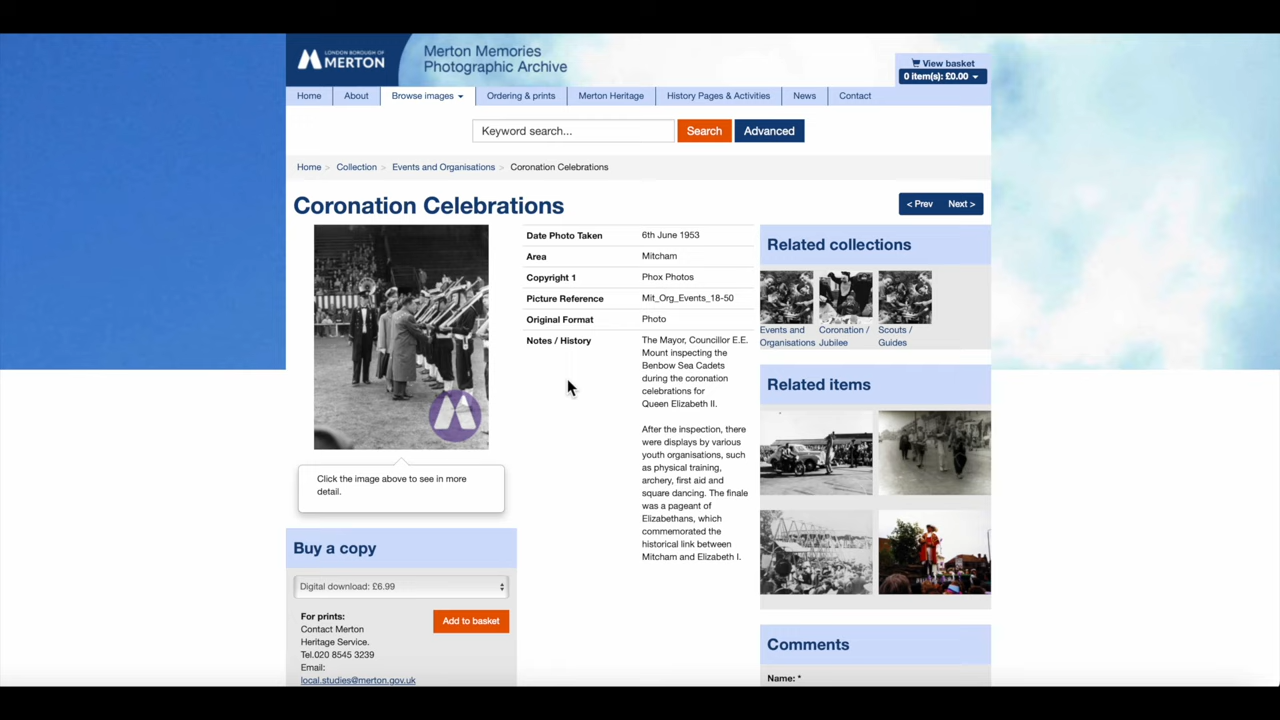 LONDON BOROUGH OF
MERTON
Merton Memories
Photographic Archive
View basket
0 item(s): £0.00
Home
About
Browse images
Ordering & prints
Merton Heritage
History Pages & Activities
News
Contact
Keyword search...
Search
Advanced
Home > Collection > Events and Organisations > Coronation Celebrations
Coronation Celebrations
< Prev
Next >
Date Photo Taken 6th June 1953
Area Mitcham
Copyright 1 Phox Photos
Picture Reference Mit_Org_Events_18-50
Original Format Photo
Notes / History The Mayor, Councillor E.E.
Mount inspecting the
Benbow Sea Cadets
during the coronation
celebrations for
Queen Elizabeth II.
After the inspection, there
were displays by various
youth organisations, such
as physical training,
archery, first aid and
square dancing. The finale
was a pageant of
Elizabethans, which
commemorated the
historical link between
Mitcham and Elizabeth I.
Click the image above to see in more
detail.
Buy a copy
Digital download: £6.99
For prints:
Contact Merton
Heritage Service.
Tel.020 8545 3239
Email:
local.studies@merton.gov.uk
Add to basket
Related collections
Events and
Organisations
Coronation /
Jubilee
Scouts /
Guides
Related items
Comments
Name: *